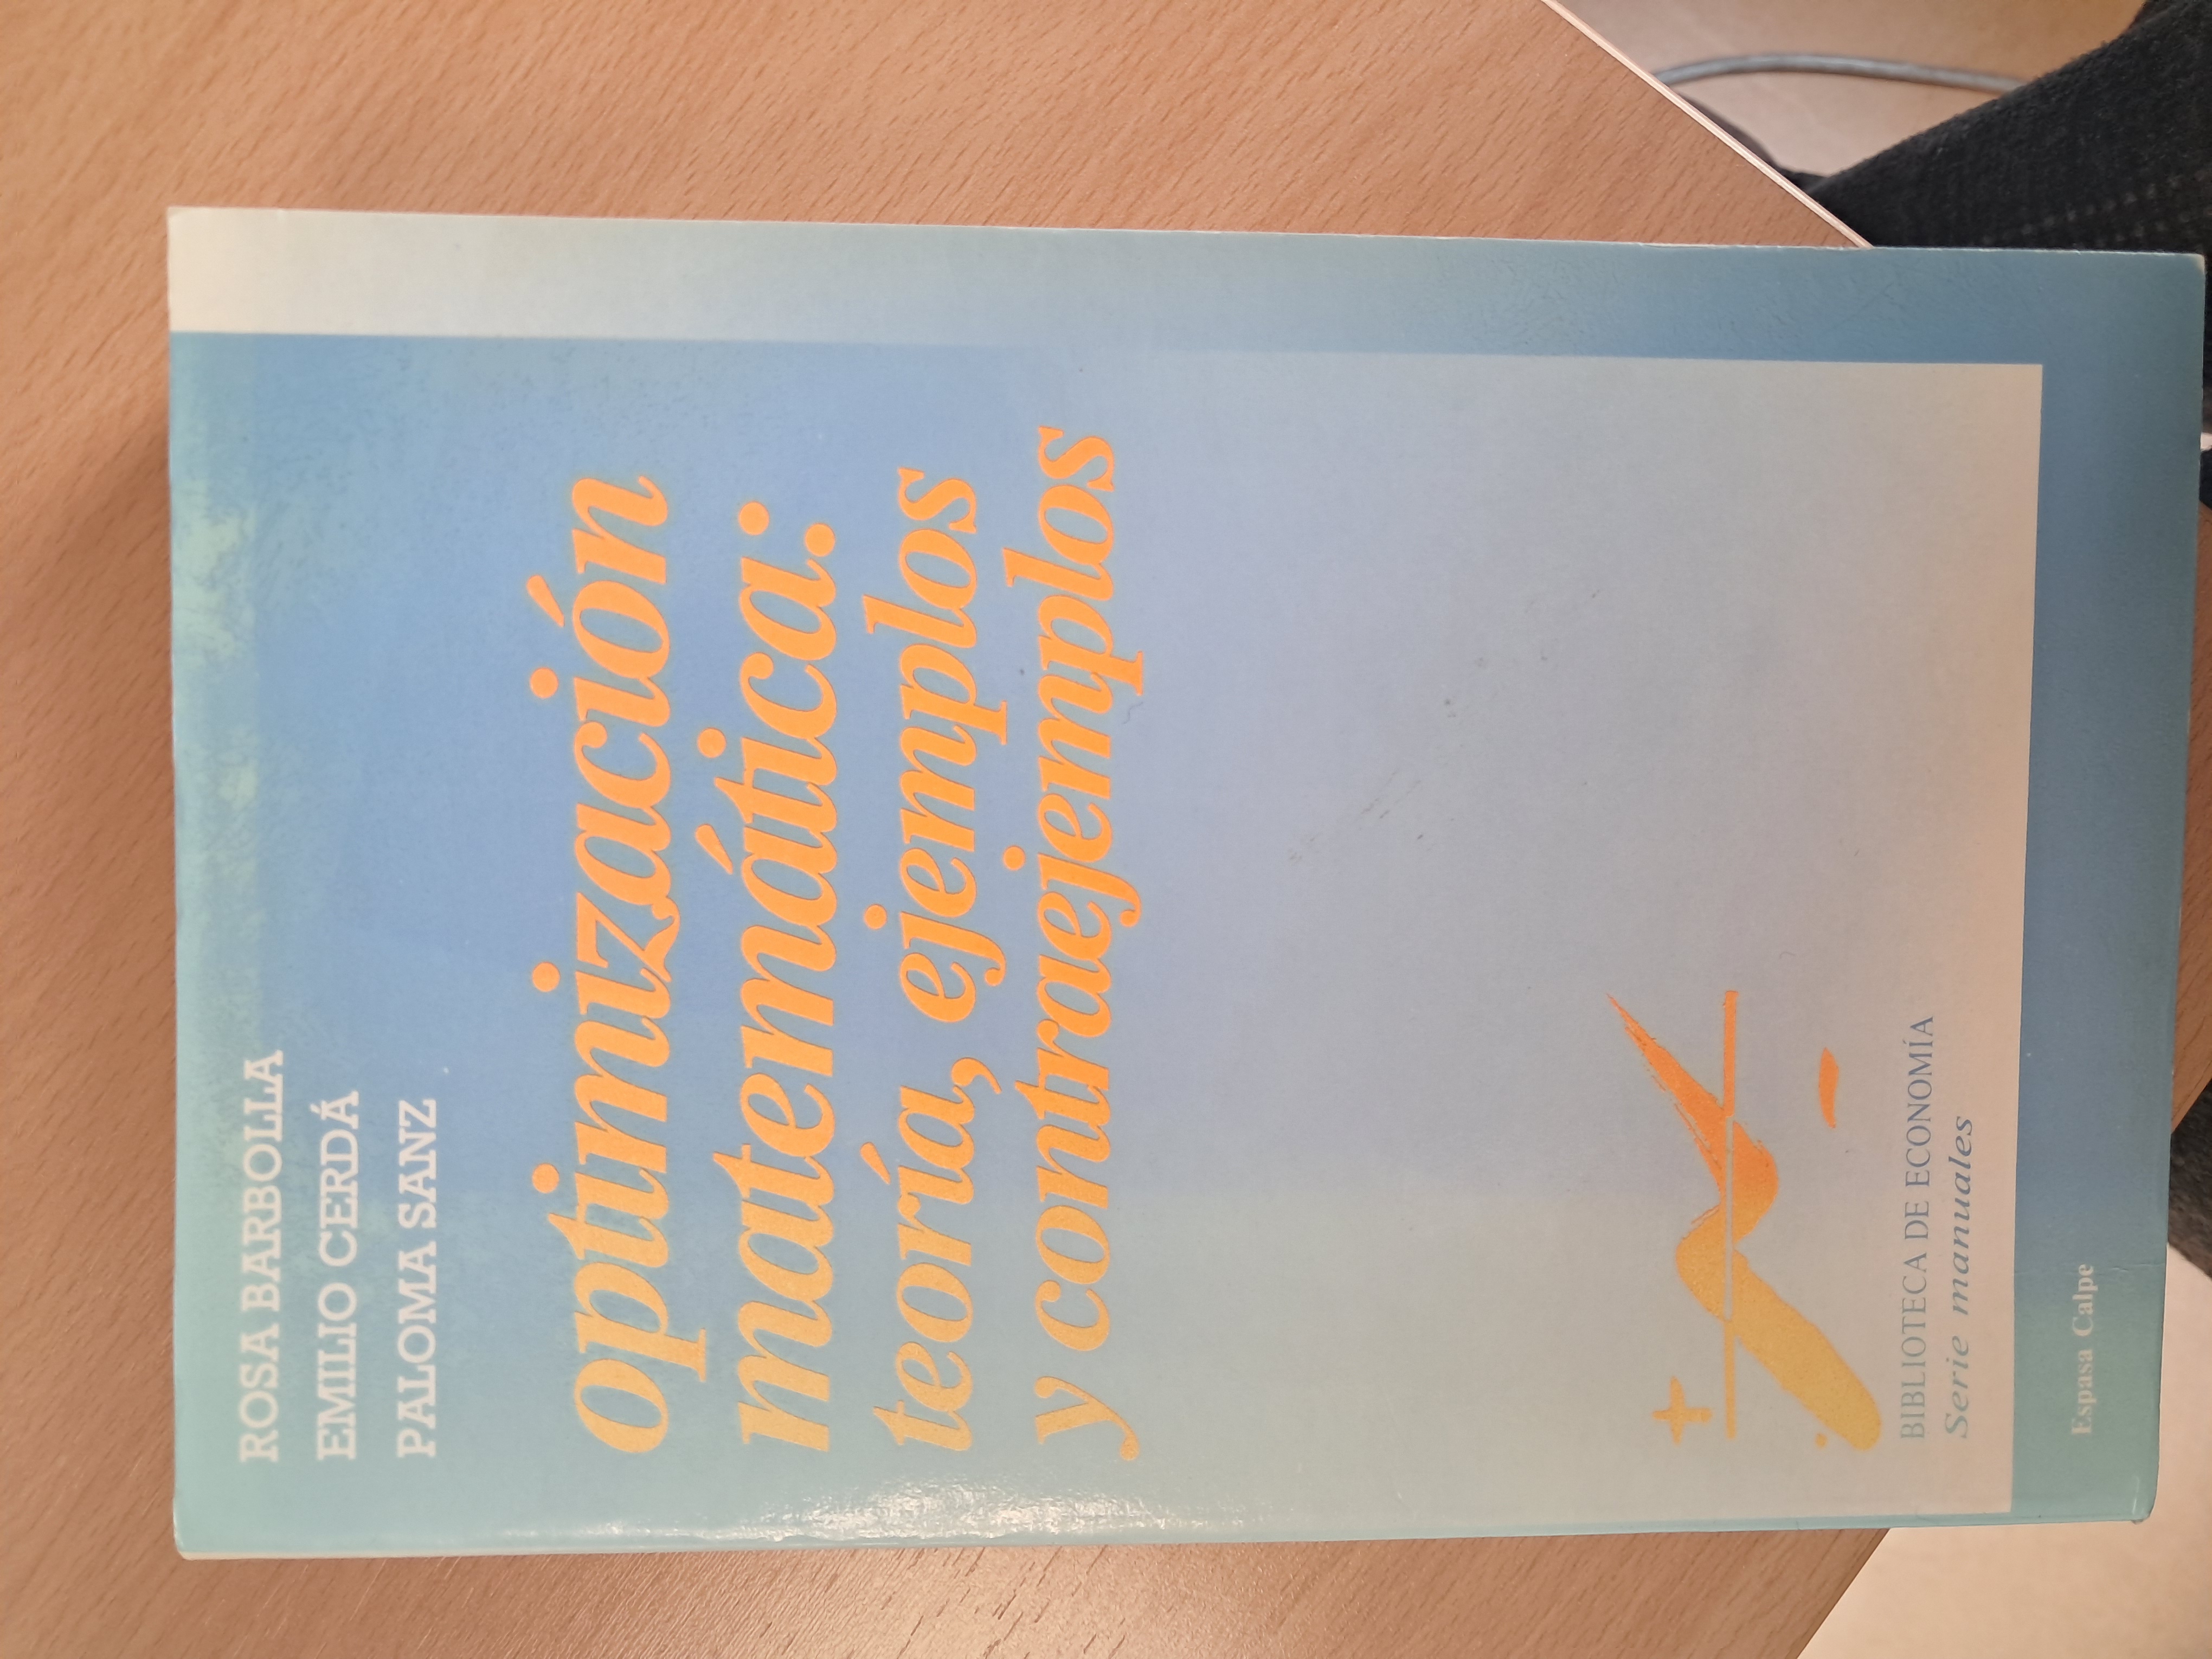 ROSA BARBOLLA
EMILIO CERDÁ
PALOMA SANZ
optimización
matemática:
teoría, ejemplos
y contraejemplos
BIBLIOTECA DE ECONOMÍA
Serie manuales
Espasa Calpe